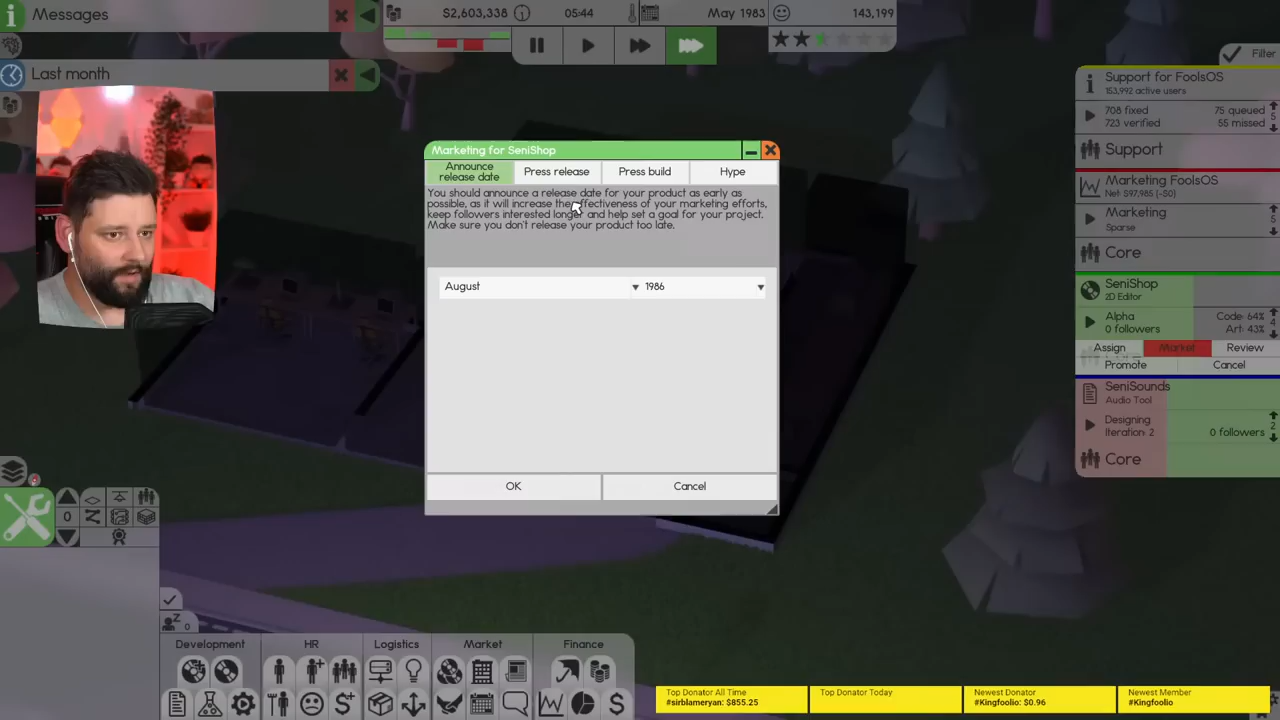 Messages
Last month
$2,603,338
05:44
May 1983
143,199
Filter
Support for FoolsOS
153,992 active users
708 fixed
75 queued
723 verified
55 missed
Support
Marketing FoolsOS
Net: $97,985 (-$0)
Marketing
Sparse
Core
SeniShop
2D Editor
Alpha
Code: 64%
0 followers
Art: 43%
Assign
Market
Review
Promote
Cancel
SeniSounds
Audio Tool
Designing
Iteration: 2
0 followers
Core
Marketing for SeniShop
Announce
release date
Press release
Press build
Hype
You should announce a release date for your product as early as
possible, as it will increase the effectiveness of your marketing efforts,
keep followers interested longer and help set a goal for your project.
Make sure you don't release your product too late.
August
1986
OK
Cancel
0
0
Development
HR
Logistics
Market
Finance
Top Donator All Time
#sirblameryan: $855.25
Top Donator Today
Newest Donator
#Kingfoolio: $0.96
Newest Member
#Kingfoolio